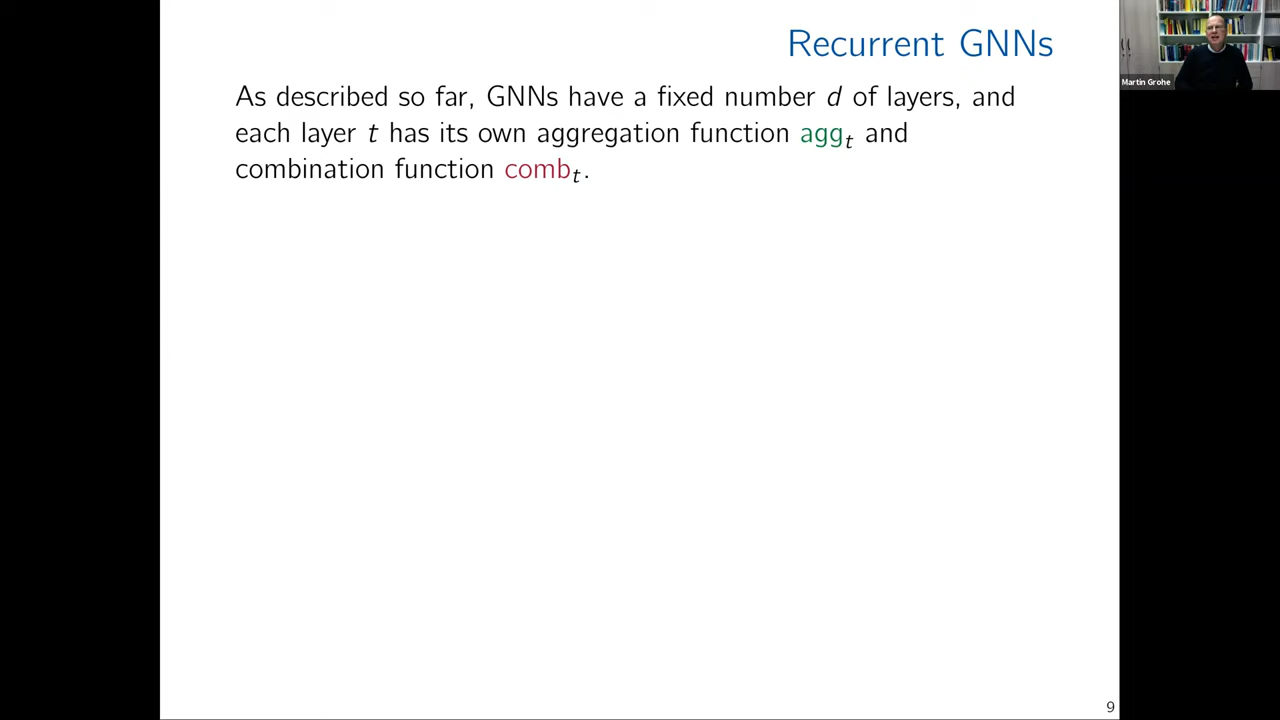 Recurrent GNNs
As described so far, GNNs have a fixed number d of layers, and
each layer t has its own aggregation function agg_t and
combination function comb_t.
Martin Grohe
9